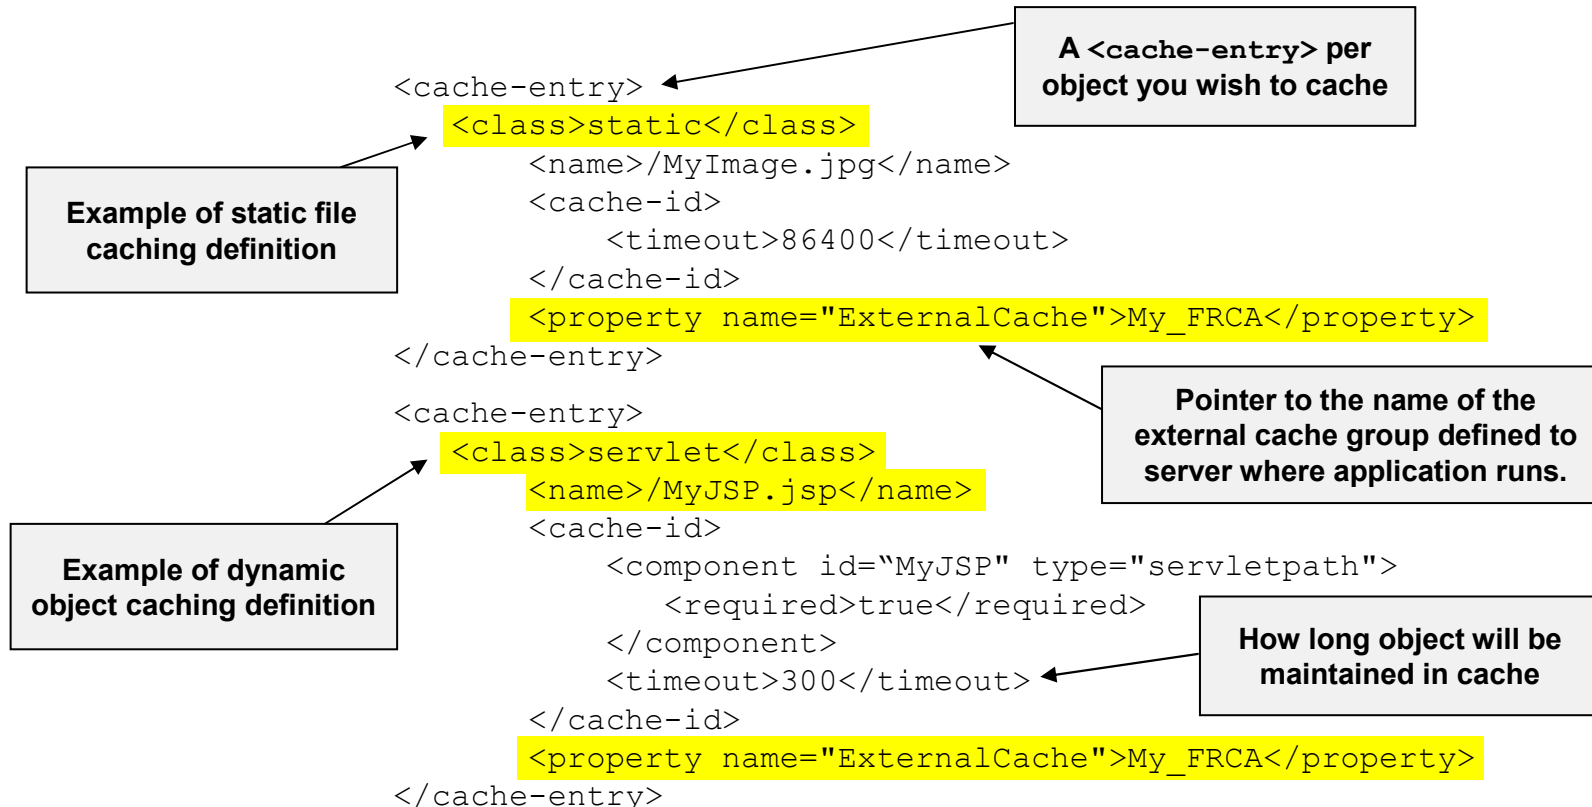 A <cache-entry> per
object you wish to cache
<cache-entry>
<class>static</class>
<name>/MyImage.jpg</name>
<cache-id>
<timeout>86400</timeout>
</cache-id>
<property name="ExternalCache">My_FRCA</property>
</cache-entry>
Example of static file
caching definition
Pointer to the name of the
external cache group defined to
server where application runs.
<cache-entry>
<class>servlet</class>
<name>/MyJSP.jsp</name>
<cache-id>
<component id=“MyJSP" type="servletpath">
<required>true</required>
</component>
<timeout>300</timeout>
</cache-id>
<property name="ExternalCache">My_FRCA</property>
</cache-entry>
Example of dynamic
object caching definition
How long object will be
maintained in cache